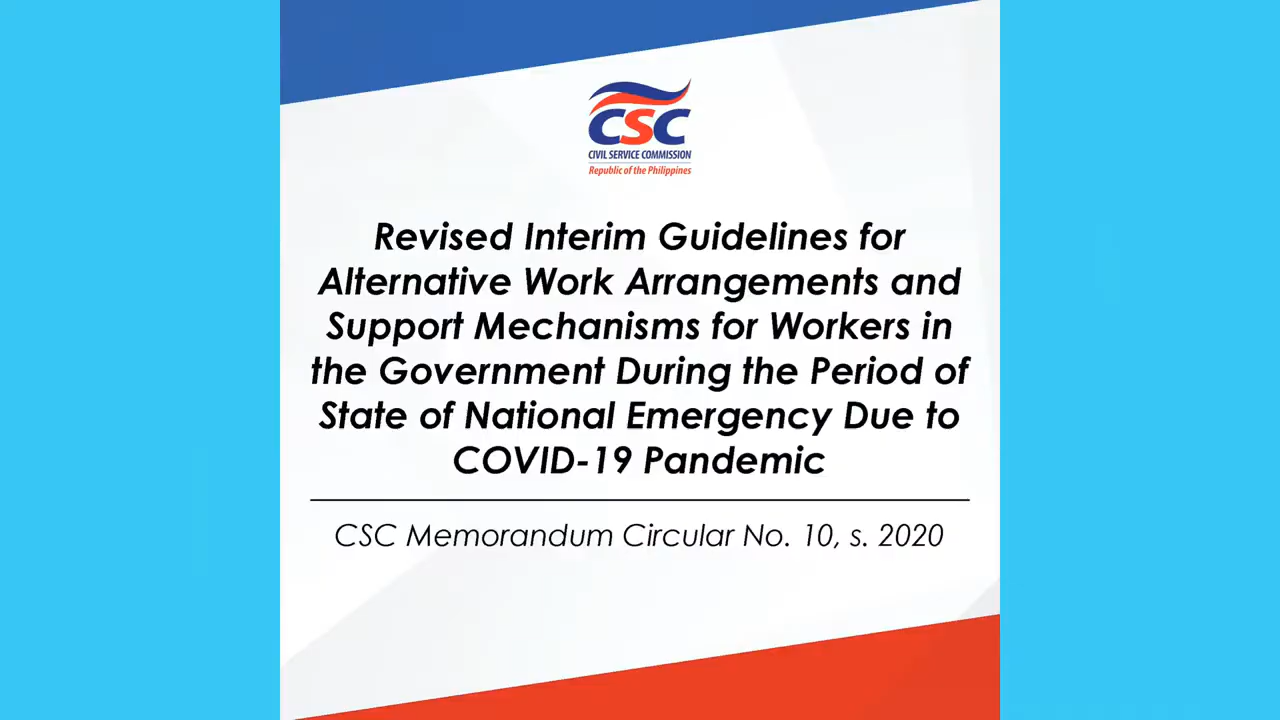 CSC
CIVIL SERVICE COMMISSION
Republic of the Philippines
Revised Interim Guidelines for
Alternative Work Arrangements and
Support Mechanisms for Workers in
the Government During the Period of
State of National Emergency Due to
COVID-19 Pandemic
CSC Memorandum Circular No. 10, s. 2020